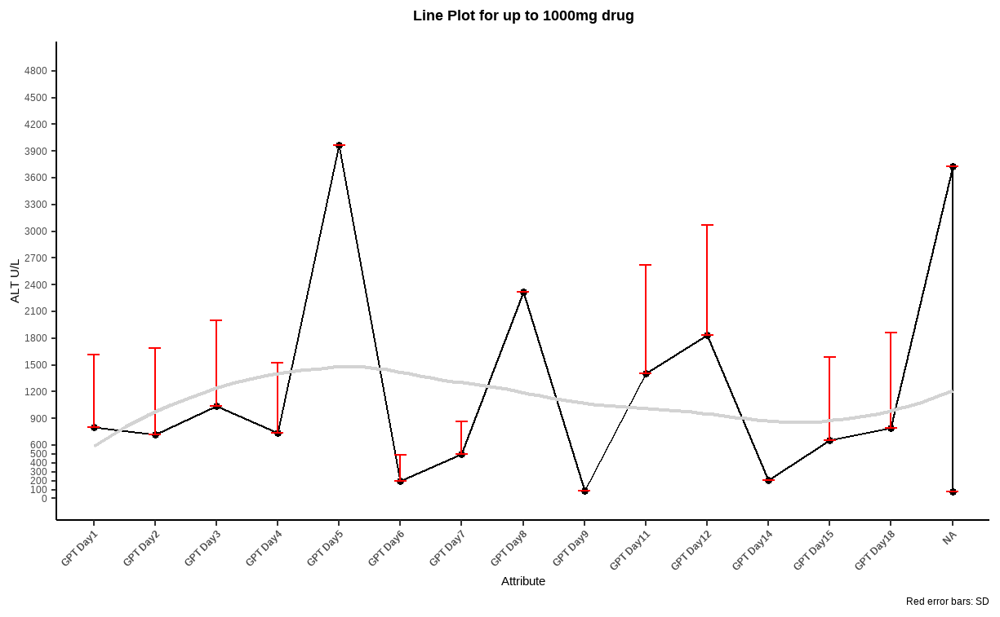 Line Plot for up to 1000mg drug
ALT U/L
4800
4500
4200
3900
3600
3300
3000
2700
2400
2100
1800
1500
1200
900
600
500
400
300
200
100
0
GPT Day1
GPT Day2
GPT Day3
GPT Day4
GPT Day5
GPT Day6
GPT Day7
GPT Day8
GPT Day9
GPT Day11
GPT Day12
GPT Day14
GPT Day15
GPT Day18
NA
Attribute
Red error bars: SD